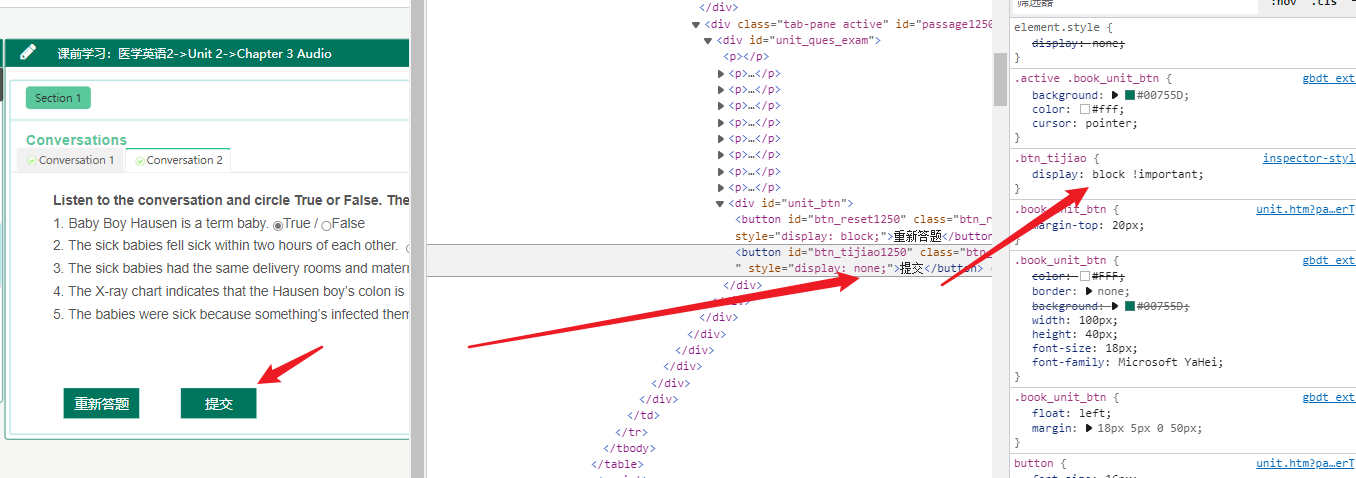 课前学习：医学英语2->Unit 2->Chapter 3 Audio
Section 1
Conversations
Conversation 1
Conversation 2
Listen to the conversation and circle True or False. The
1. Baby Boy Hausen is a term baby. True / False
2. The sick babies fell sick within two hours of each other.
3. The sick babies had the same delivery rooms and matern
4. The X-ray chart indicates that the Hausen boy's colon is
5. The babies were sick because something's infected them
重新答题
提交
</div>
<div class="tab-pane active" id="passage1250
<div id="unit_ques_exam">
<p></p>
<p>…</p>
<p>…</p>
<p>…</p>
<p>…</p>
<p>…</p>
<p>…</p>
<p>…</p>
<p>…</p>
<div id="unit_btn">
<button id="btn_reset1250" class="btn_r
style="display: block;">重新答题</button
<button id="btn_tijiao1250" class="btn_
" style="display: none;">提交</button> =
</div>
</div>
</div>
</div>
</div>
</div>
</div>
</div>
</td>
</tr>
</tbody>
</table>
筛选器
:hov .cls
element.style {
display: none;
}
.active .book_unit_btn {
gbdt_ext
background: #00755D;
color: #fff;
cursor: pointer;
}
.btn_tijiao {
inspector-styl
display: block !important;
}
.book_unit_btn {
unit.htm?pa…erT
margin-top: 20px;
}
.book_unit_btn {
gbdt_ext
color: #FFF;
border: none;
background: #00755D;
width: 100px;
height: 40px;
font-size: 18px;
font-family: Microsoft YaHei;
}
.book_unit_btn {
gbdt_ext
float: left;
margin: 18px 5px 0 50px;
}
button {
unit.htm?pa…erT